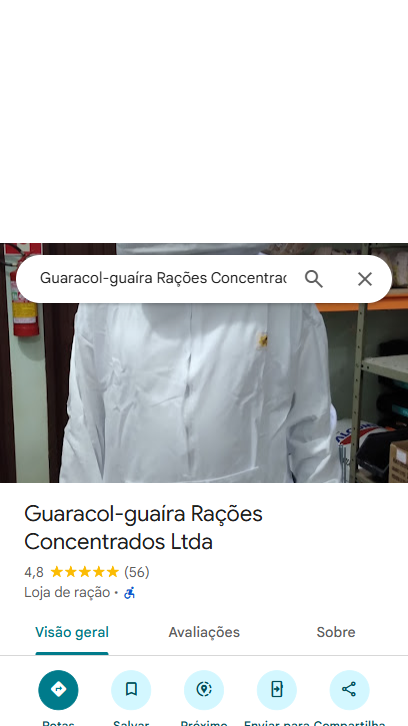 Guaracol-guaíra Rações Concentrad
Guaracol-guaíra Rações
Concentrados Ltda
4,8 ★★★★★ (56)
Loja de ração ·
Visão geral Avaliações Sobre
Rotas Salvar Próximo Enviar para Compartilha